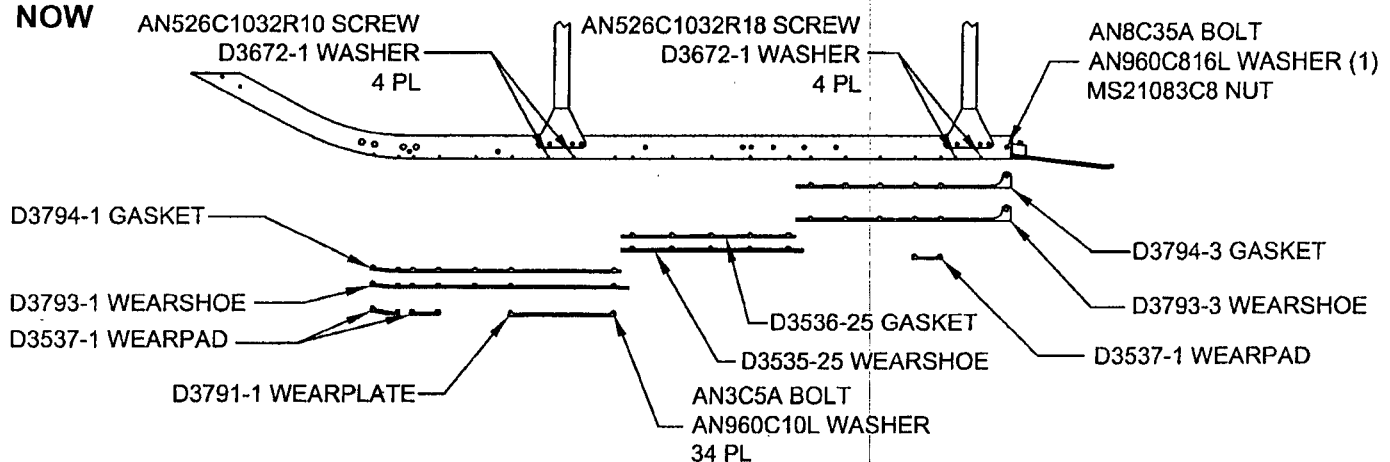 NOW
AN526C1032R10 SCREW
D3672-1 WASHER
4 PL
AN526C1032R18 SCREW
D3672-1 WASHER
4 PL
AN8C35A BOLT
AN960C816L WASHER (1)
MS21083C8 NUT
D3794-1 GASKET
D3793-1 WEARSHOE
D3537-1 WEARPAD
D3791-1 WEARPLATE
AN3C5A BOLT
AN960C10L WASHER
34 PL
D3536-25 GASKET
D3535-25 WEARSHOE
D3794-3 GASKET
D3793-3 WEARSHOE
D3537-1 WEARPAD